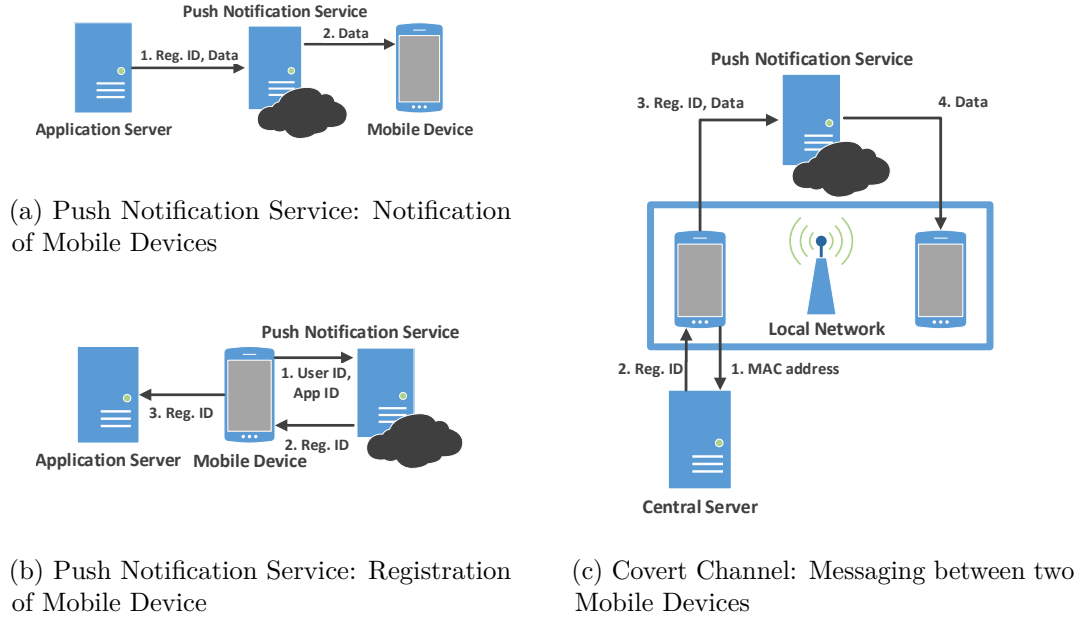 Push Notification Service
1. Reg. ID, Data
2. Data
Application Server
Mobile Device
(a) Push Notification Service: Notification
of Mobile Devices
Push Notification Service
1. User ID,
App ID
3. Reg. ID
2. Reg. ID
Application Server
Mobile Device
(b) Push Notification Service: Registration
of Mobile Device
Push Notification Service
3. Reg. ID, Data
4. Data
Local Network
2. Reg. ID
1. MAC address
Central Server
(c) Covert Channel: Messaging between two
Mobile Devices